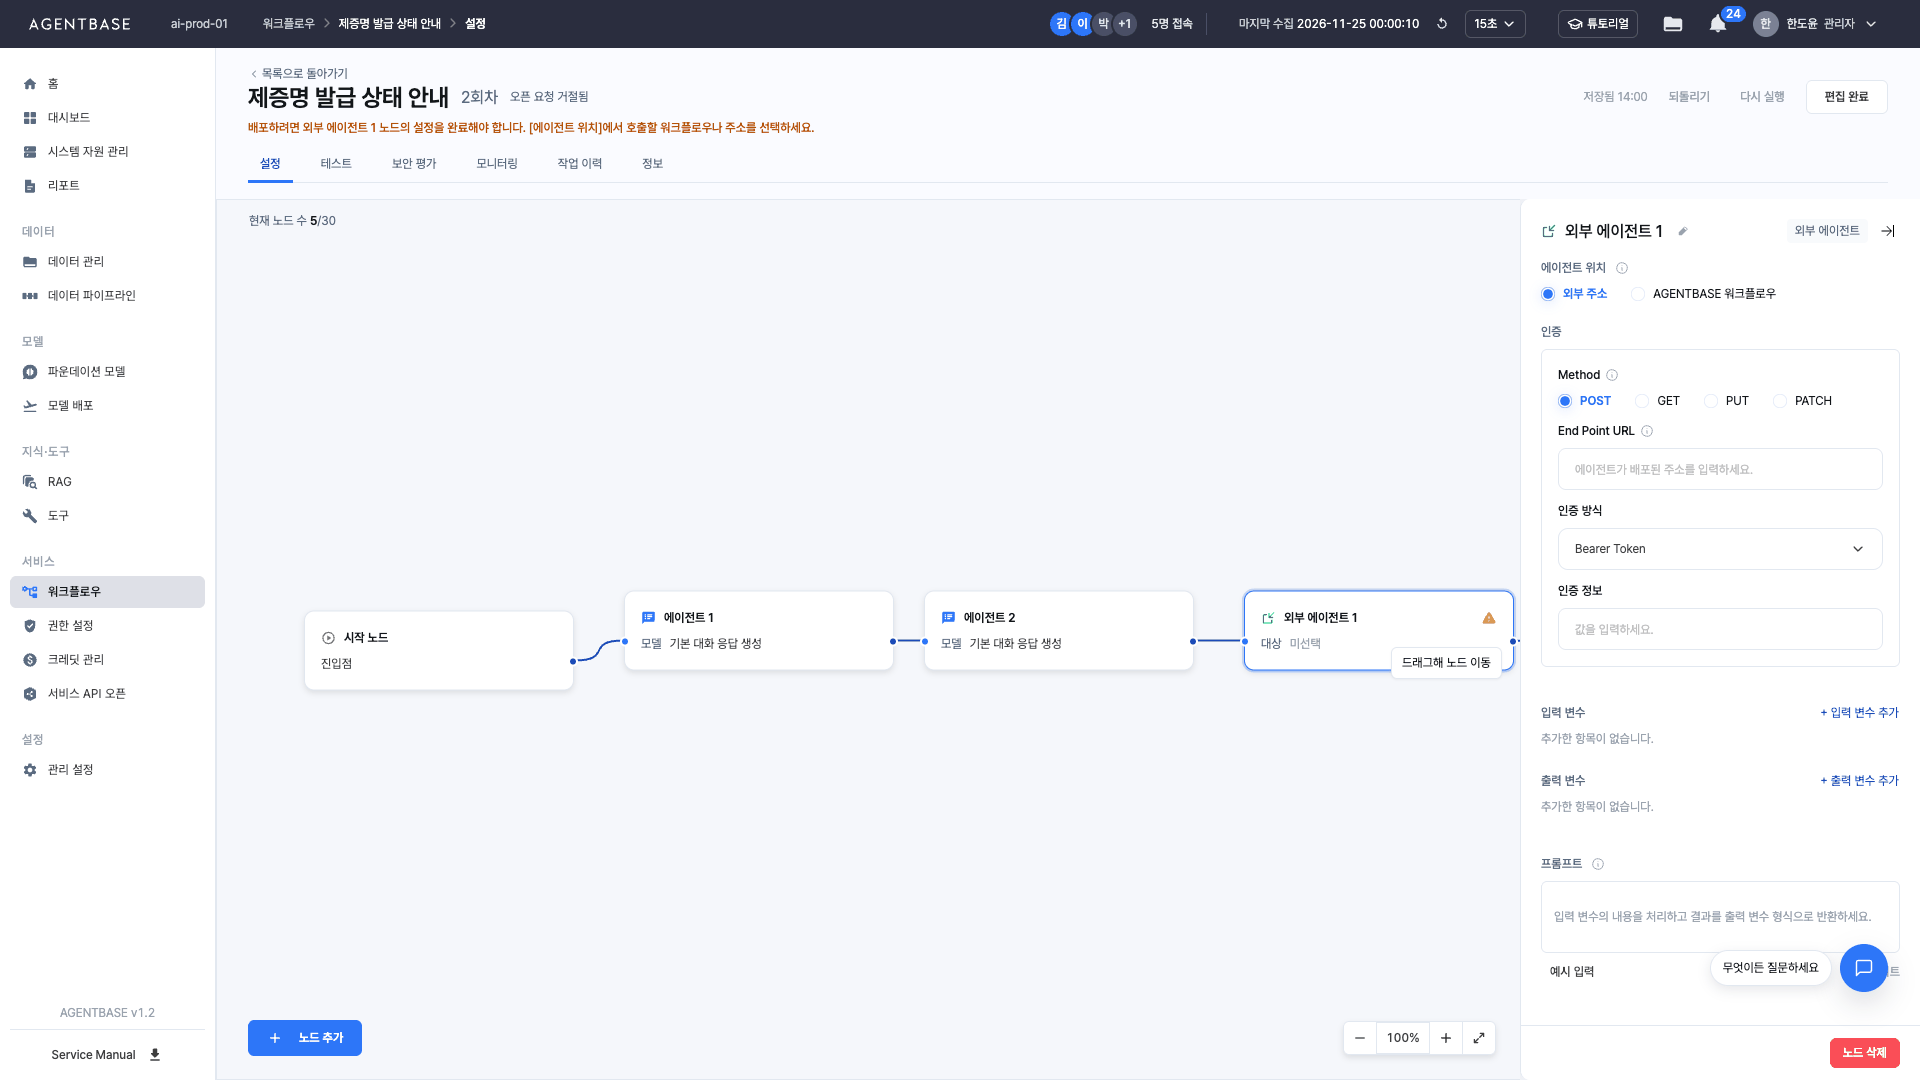 AGENTBASE
ai-prod-01
워크플로우 > 제증명 발급 상태 안내 > 설정
김 이 박 +1 5명 접속
마지막 수집 2026-11-25 00:00:10
15초
튜토리얼
24
한 한도윤 관리자
홈
대시보드
시스템 자원 관리
리포트
데이터
데이터 관리
데이터 파이프라인
모델
파운데이션 모델
모델 배포
지식·도구
RAG
도구
서비스
워크플로우
권한 설정
크레딧 관리
서비스 API 오픈
설정
관리 설정
AGENTBASE v1.2
Service Manual
목록으로 돌아가기
제증명 발급 상태 안내 2회차 오픈 요청 거절됨
저장됨 14:00 되돌리기 다시 실행 편집 완료
배포하려면 외부 에이전트 1 노드의 설정을 완료해야 합니다. [에이전트 위치]에서 호출할 워크플로우나 주소를 선택하세요.
설정 테스트 보안 평가 모니터링 작업 이력 정보
현재 노드 수 5/30
시작 노드
진입점
에이전트 1
모델 기본 대화 응답 생성
에이전트 2
모델 기본 대화 응답 생성
외부 에이전트 1
대상 미선택
드래그해 노드 이동
노드 추가
100%
외부 에이전트 1
외부 에이전트
에이전트 위치
외부 주소 AGENTBASE 워크플로우
인증
Method
POST GET PUT PATCH
End Point URL
에이전트가 배포된 주소를 입력하세요.
인증 방식
Bearer Token
인증 정보
값을 입력하세요.
입력 변수 + 입력 변수 추가
추가한 항목이 없습니다.
출력 변수 + 출력 변수 추가
추가한 항목이 없습니다.
프롬프트
입력 변수의 내용을 처리하고 결과를 출력 변수 형식으로 반환하세요.
예시 입력
무엇이든 질문하세요
노드 삭제